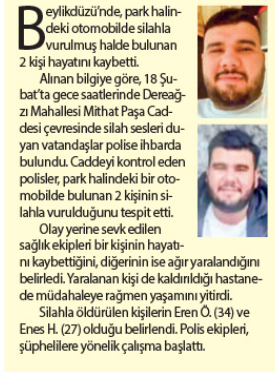 Beylikdüzü'nde, park halin-
deki otomobilde silahla
vurulmuş halde bulunan
2 kişi hayatını kaybetti.
Alınan bilgiye göre, 18 Şu-
bat'ta gece saatlerinde Dereağ-
zı Mahallesi Mithat Paşa Cad-
desi çevresinde silah sesleri du-
yan vatandaşlar polise ihbarda
bulundu. Caddeyi kontrol eden
polisler, park halindeki bir oto-
mobilde bulunan 2 kişinin si-
lahla vurulduğunu tespit etti.
Olay yerine sevk edilen
sağlık ekipleri bir kişinin hayatı-
nı kaybettiğini, diğerinin ise ağır yaralandığını
belirledi. Yaralanan kişi de kaldırıldığı hastane-
de müdahaleye rağmen yaşamını yitirdi.
Silahla öldürülen kişilerin Eren Ö. (34) ve
Enes H. (27) olduğu belirlendi. Polis ekipleri,
şüphelilere yönelik çalışma başlattı.